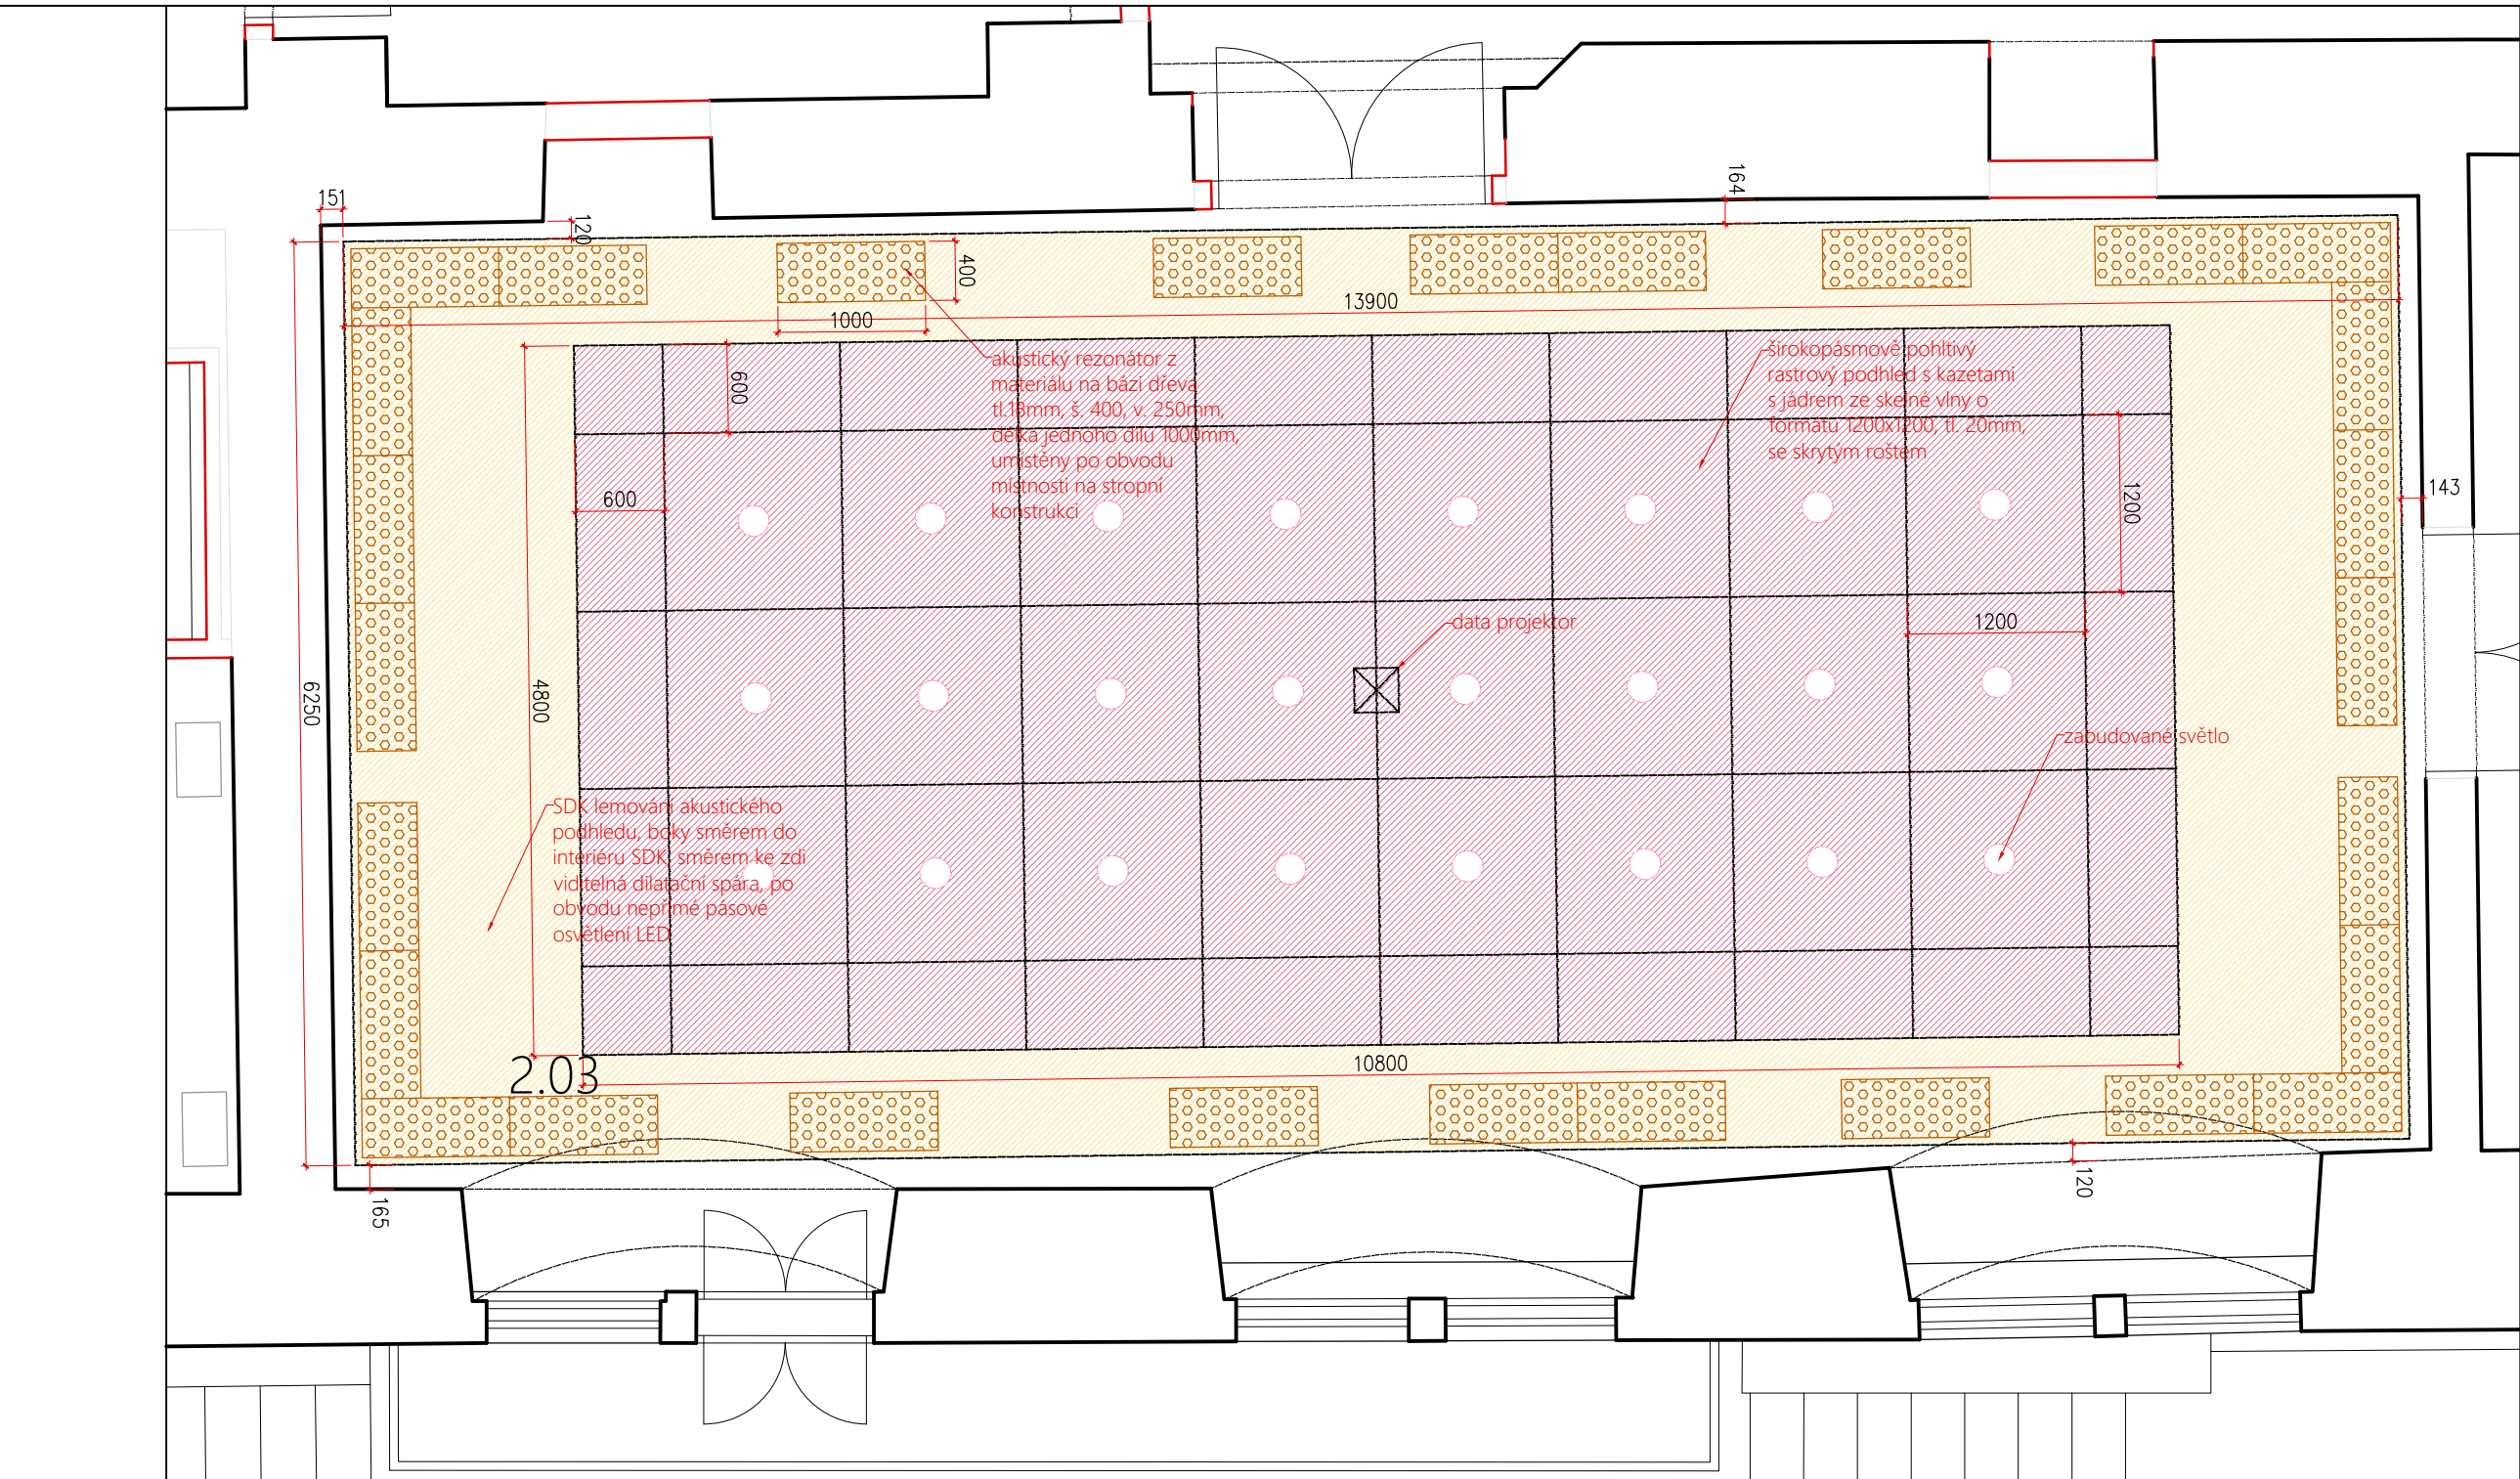 164
151
120
400
13900
1000
akustický rezonátor z
materiálu na bázi dřeva
tl.18mm, š. 400, v. 250mm,
délka jednoho dílu 1000mm,
umístěny po obvodu
místnosti na stropní
konstrukci
širokopásmově pohltivý
rastrový podhled s kazetami
s jádrem ze skelné vlny o
formátu 1200x1200, tl. 20mm,
se skrytým roštem
600
600
1200
143
data projektor
1200
6250
4800
zabudované světlo
SDK lemování akustického
podhledu, boky směrem do
interiéru SDK, směrem ke zdi
viditelná dilatační spára, po
obvodu nepřímé pásové
osvětlení LED
2.03
10800
165
120